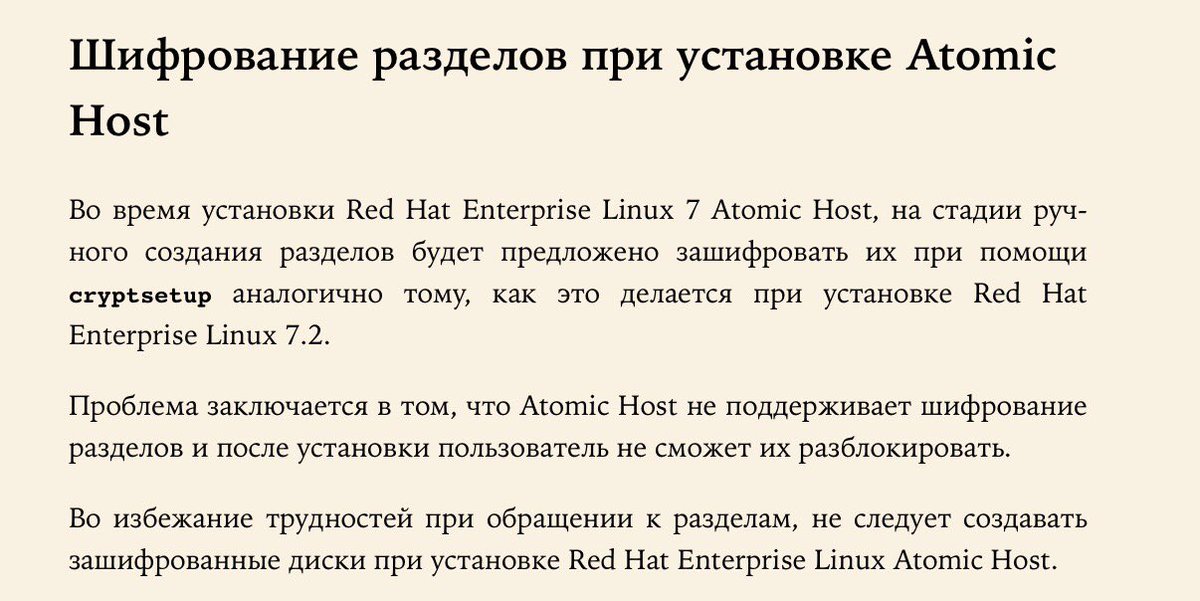 Шифрование разделов при установке Atomic
Host
Во время установки Red Hat Enterprise Linux 7 Atomic Host, на стадии руч-
ного создания разделов будет предложено зашифровать их при помощи
cryptsetup аналогично тому, как это делается при установке Red Hat
Enterprise Linux 7.2.
Проблема заключается в том, что Atomic Host не поддерживает шифрование
разделов и после установки пользователь не сможет их разблокировать.
Во избежание трудностей при обращении к разделам, не следует создавать
зашифрованные диски при установке Red Hat Enterprise Linux Atomic Host.